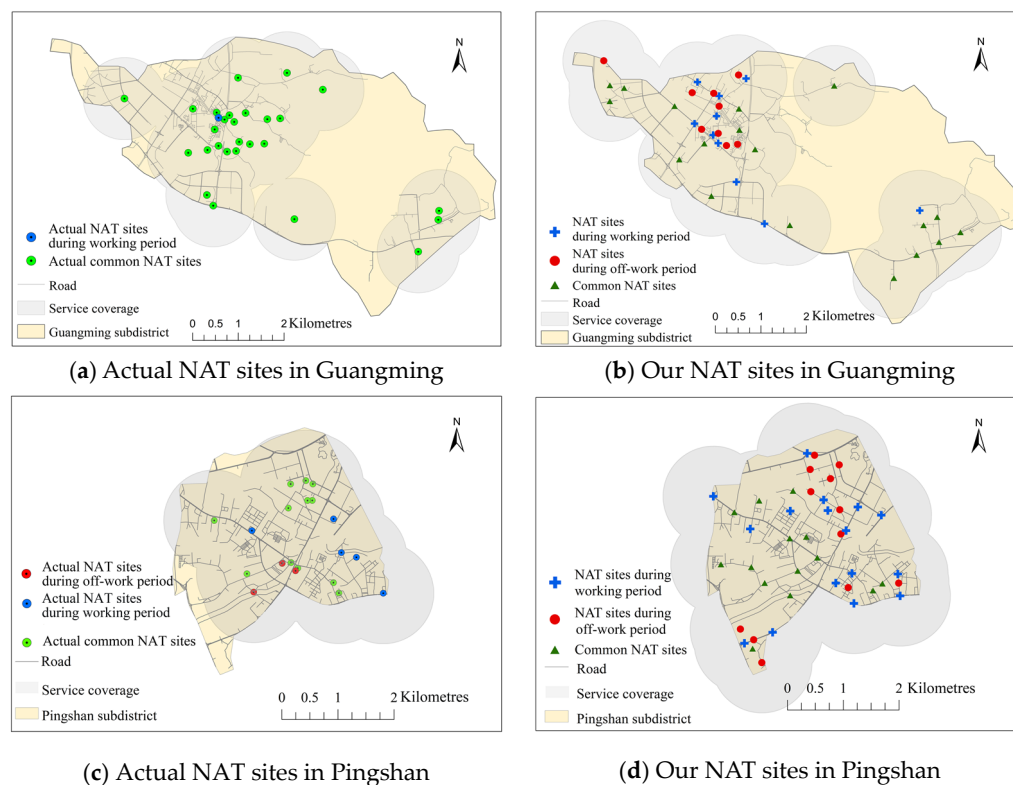 N
Actual NAT sites
during working period
Actual common NAT sites
Road
Service coverage
Guangming subdistrict
0 0.5 1 2 Kilometres
(a) Actual NAT sites in Guangming
N
NAT sites
during working period
NAT sites
during off-work period
Common NAT sites
Road
Service coverage
Guangming subdistrict
0 0.5 1 2 Kilometres
(b) Our NAT sites in Guangming
N
Actual NAT sites
during off-work period
Actual NAT sites
during working period
Actual common NAT sites
Road
Service coverage
Pingshan subdistrict
0 0.5 1 2 Kilometres
(c) Actual NAT sites in Pingshan
N
NAT sites during
working period
NAT sites during
off-work period
Common NAT sites
Road
Service coverage
Pingshan subdistrict
0 0.5 1 2 Kilometres
(d) Our NAT sites in Pingshan